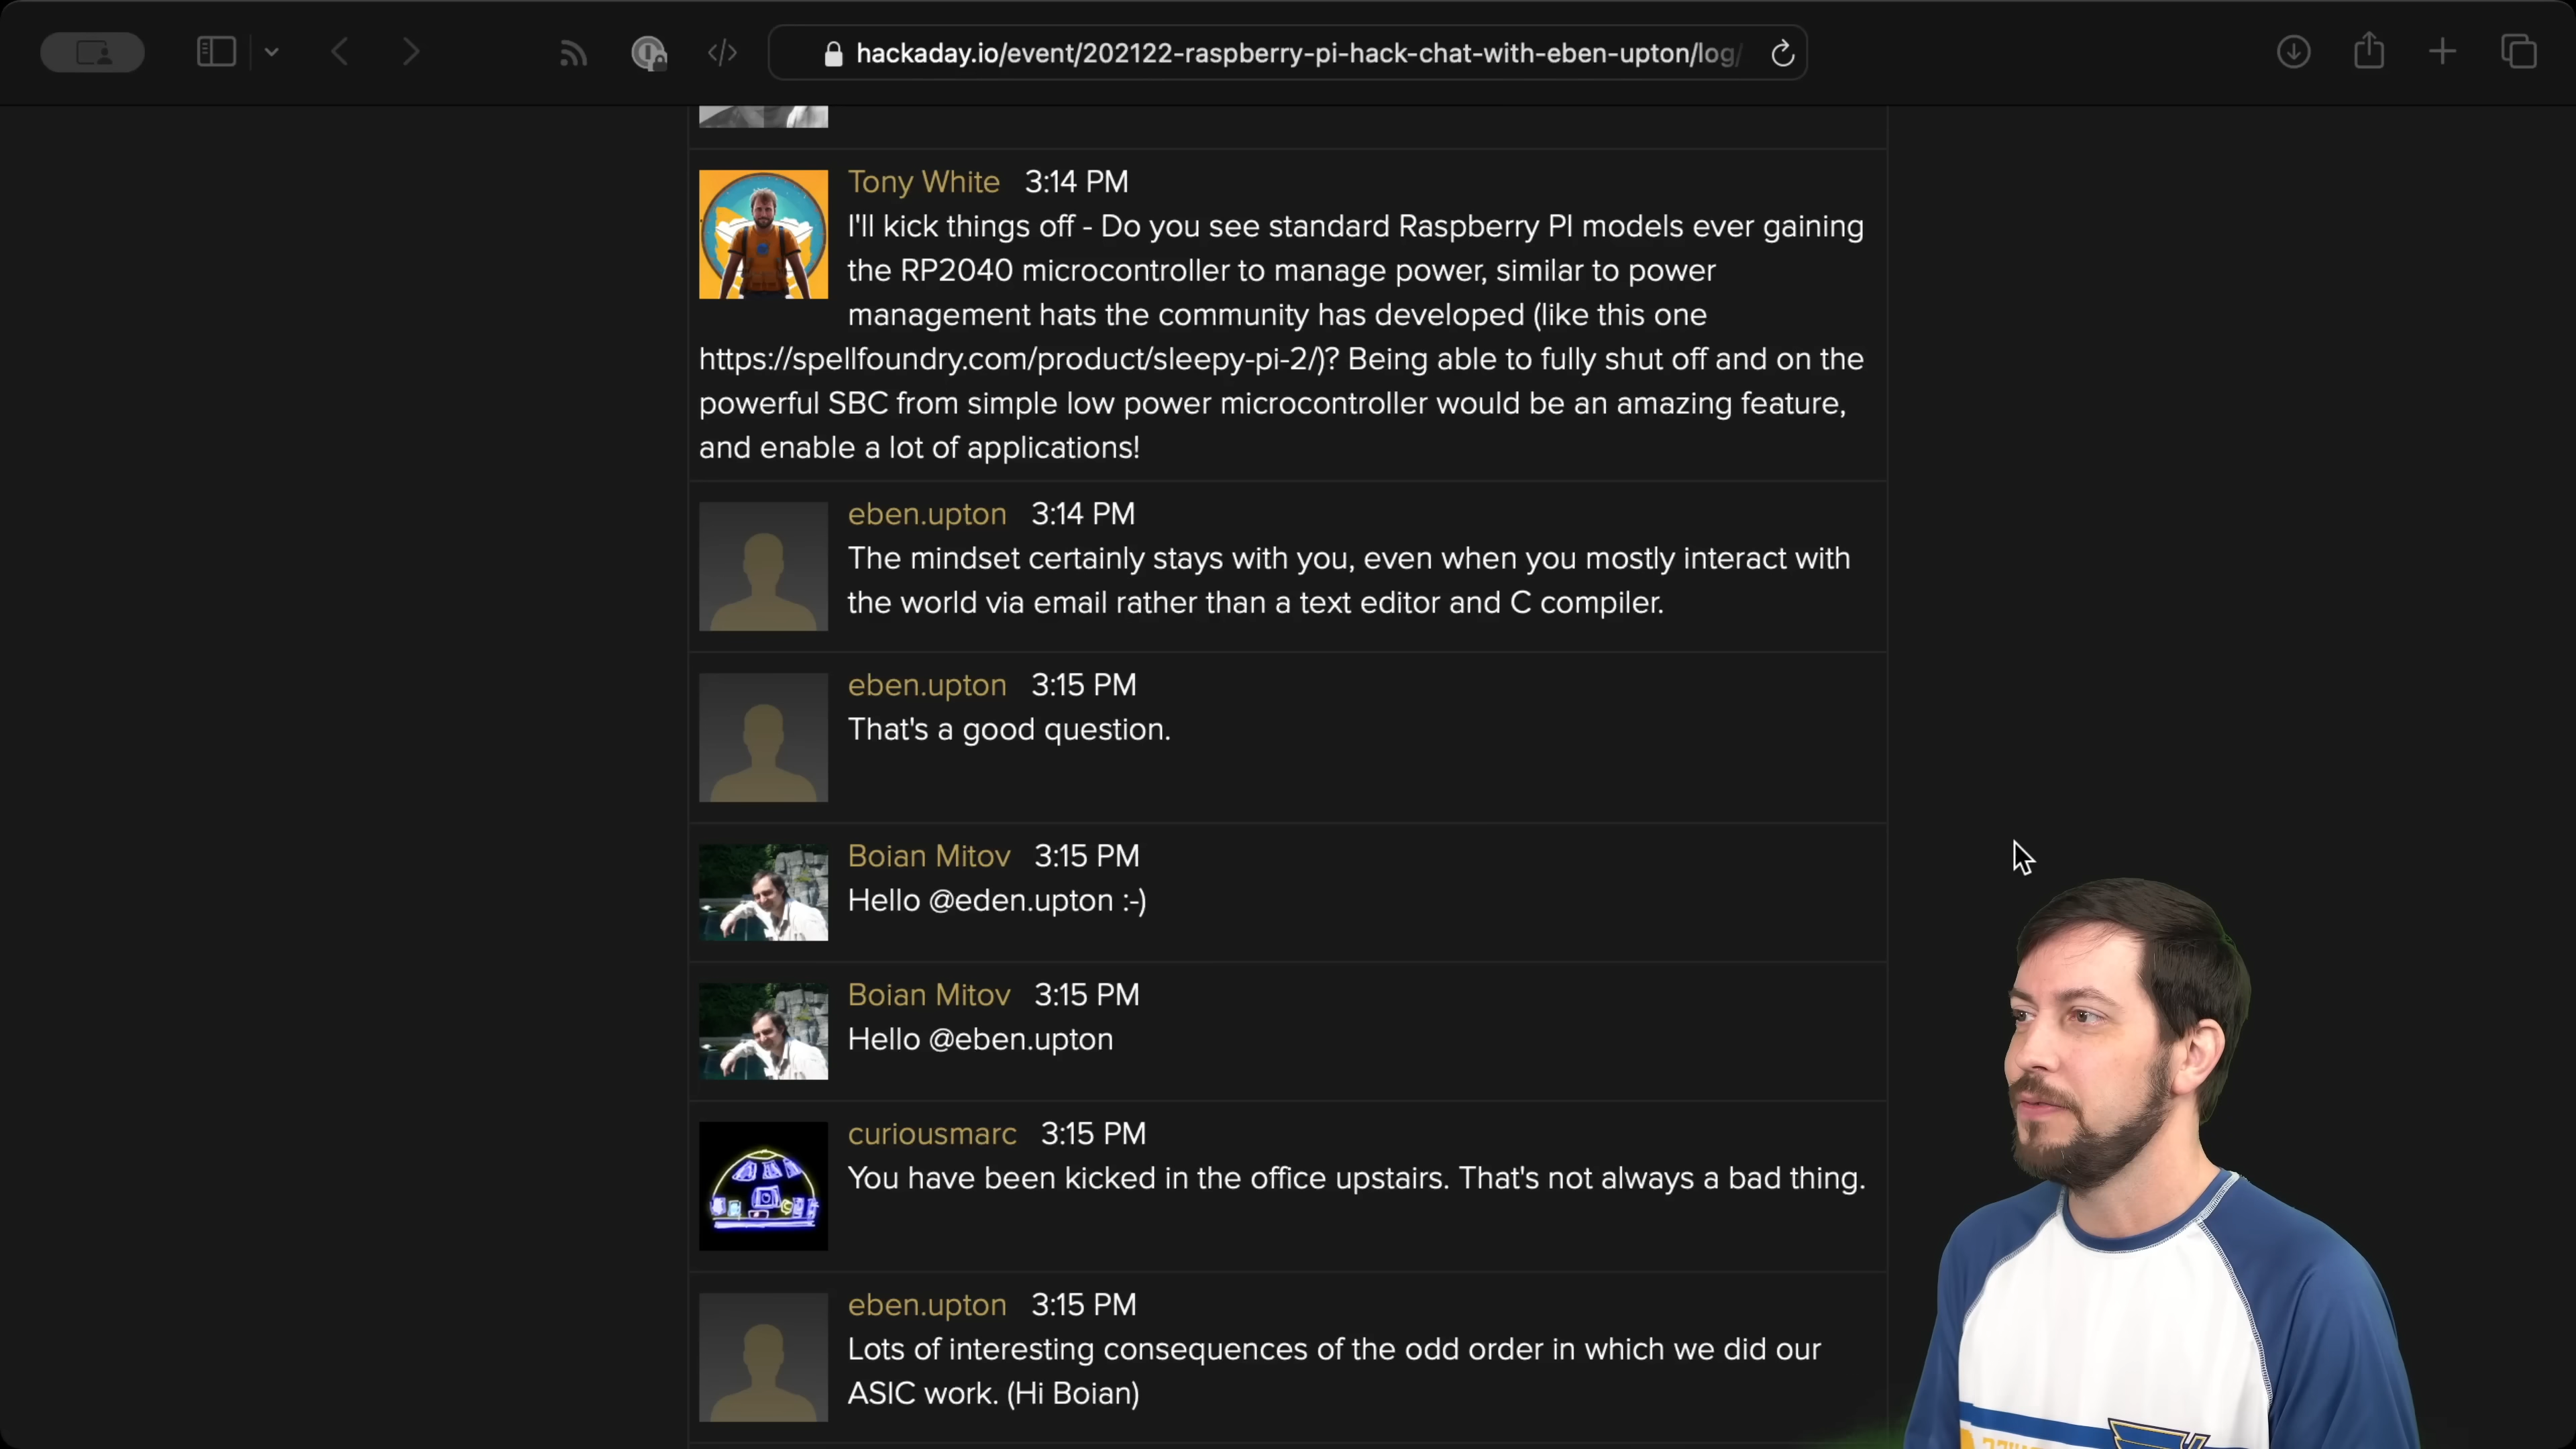 hackaday.io/event/202122-raspberry-pi-hack-chat-with-eben-upton/log/
Tony White 3:14 PM
I'll kick things off - Do you see standard Raspberry PI models ever gaining
the RP2040 microcontroller to manage power, similar to power
management hats the community has developed (like this one
https://spellfoundry.com/product/sleepy-pi-2/)? Being able to fully shut off and on the
powerful SBC from simple low power microcontroller would be an amazing feature,
and enable a lot of applications!
eben.upton 3:14 PM
The mindset certainly stays with you, even when you mostly interact with
the world via email rather than a text editor and C compiler.
eben.upton 3:15 PM
That's a good question.
Boian Mitov 3:15 PM
Hello @eden.upton :-)
Boian Mitov 3:15 PM
Hello @eben.upton
curiousmarc 3:15 PM
You have been kicked in the office upstairs. That's not always a bad thing.
eben.upton 3:15 PM
Lots of interesting consequences of the odd order in which we did our
ASIC work. (Hi Boian)